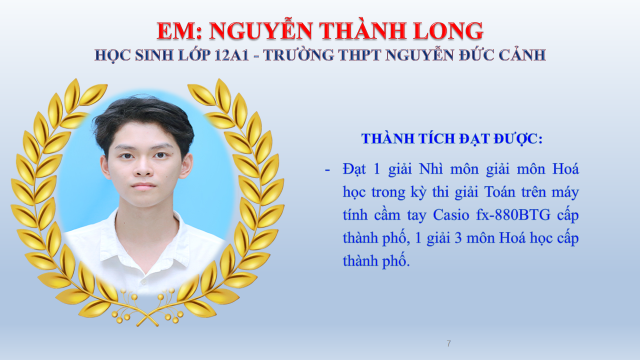 EM: NGUYỄN THÀNH LONG
HỌC SINH LỚP 12A1 - TRƯỜNG THPT NGUYỄN ĐỨC CẢNH
THÀNH TÍCH ĐẠT ĐƯỢC:
- Đạt 1 giải Nhì môn giải môn Hoá
học trong kỳ thi giải Toán trên máy
tính cầm tay Casio fx-880BTG cấp
thành phố, 1 giải 3 môn Hoá học cấp
thành phố.
7